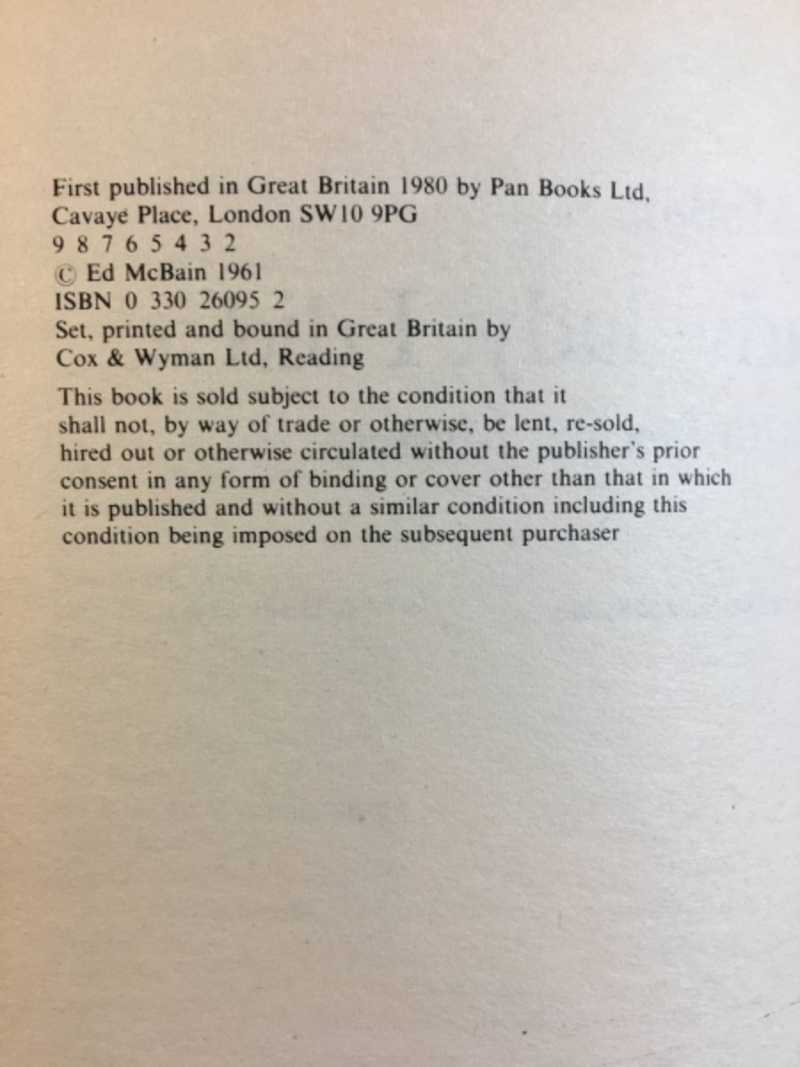 First published in Great Britain 1980 by Pan Books Ltd,
Cavaye Place, London SW10 9PG
9 8 7 6 5 4 3 2
© Ed McBain 1961
ISBN 0 330 26095 2
Set, printed and bound in Great Britain by
Cox & Wyman Ltd, Reading
This book is sold subject to the condition that it
shall not, by way of trade or otherwise, be lent, re-sold,
hired out or otherwise circulated without the publisher's prior
consent in any form of binding or cover other than that in which
it is published and without a similar condition including this
condition being imposed on the subsequent purchaser